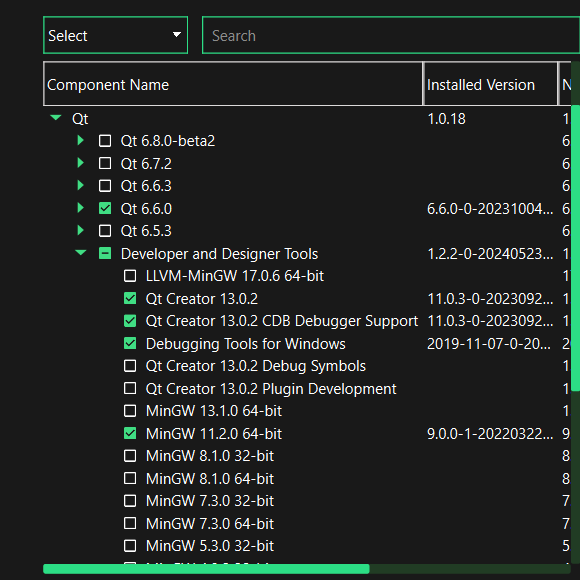 Select Search
Component Name Installed Version N
Qt 1.0.18 1
Qt 6.8.0-beta2 6
Qt 6.7.2 6
Qt 6.6.3 6
Qt 6.6.0 6.6.0-0-20231004... 6
Qt 6.5.3 6
Developer and Designer Tools 1.2.2-0-20240523... 1
LLVM-MinGW 17.0.6 64-bit 1
Qt Creator 13.0.2 11.0.3-0-2023092... 1
Qt Creator 13.0.2 CDB Debugger Support 11.0.3-0-2023092... 1
Debugging Tools for Windows 2019-11-07-0-20... 2
Qt Creator 13.0.2 Debug Symbols 1
Qt Creator 13.0.2 Plugin Development 1
MinGW 13.1.0 64-bit 1
MinGW 11.2.0 64-bit 9.0.0-1-20220322... 9
MinGW 8.1.0 32-bit 8
MinGW 8.1.0 64-bit 8
MinGW 7.3.0 32-bit 7
MinGW 7.3.0 64-bit 7
MinGW 5.3.0 32-bit 5